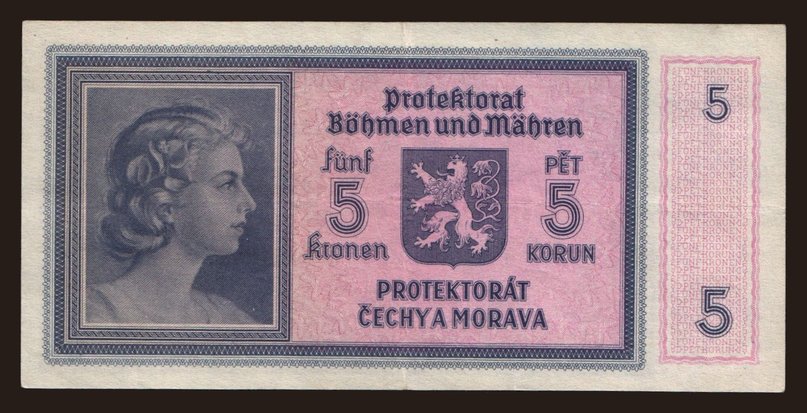 Protektorat
Böhmen und Mähren
fünf
PĚT
5
5
Kronen
KORUN
PROTEKTORÁT
ČECHY A MORAVA
5
5